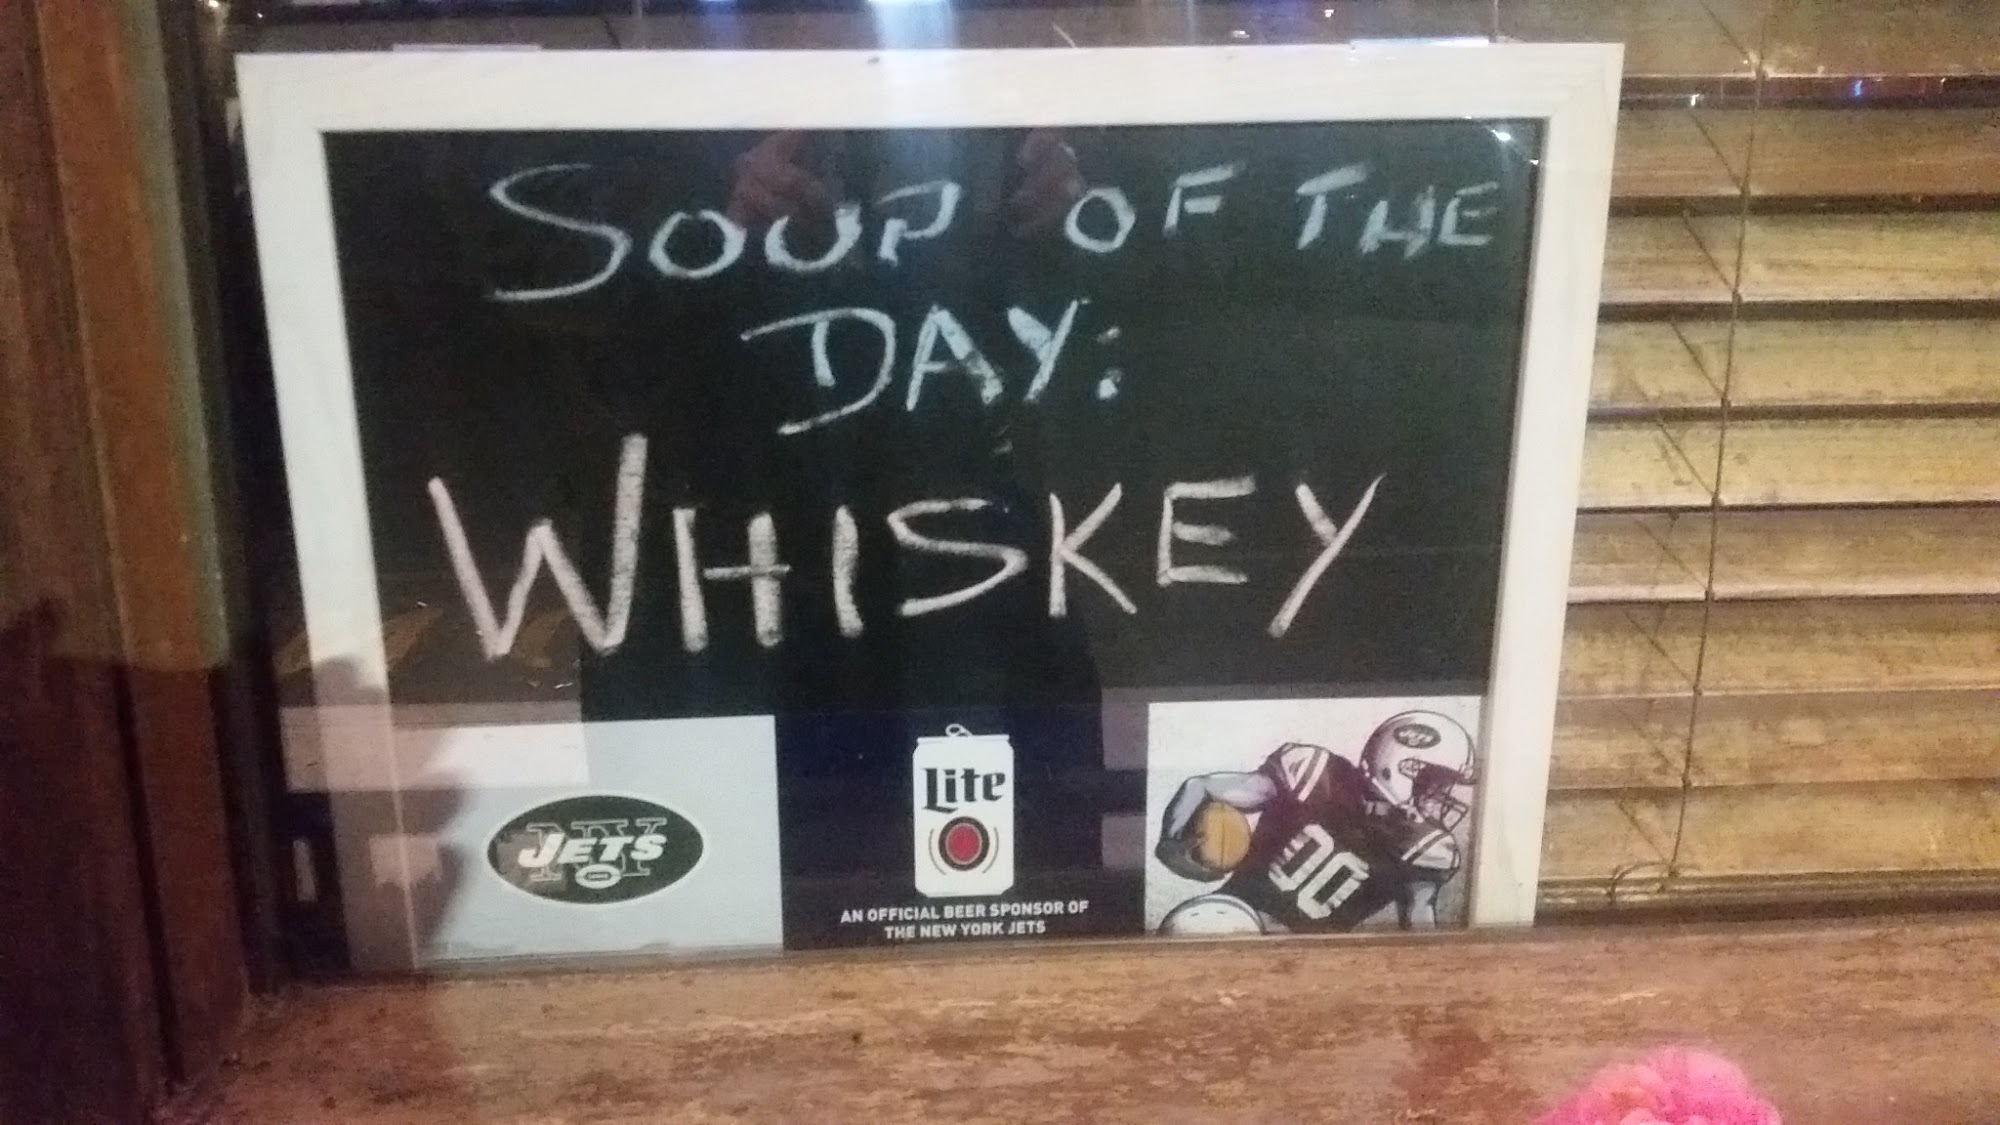 SOUP OF THE
DAY:
WHISKEY
NY
JETS
Lite
AN OFFICIAL BEER SPONSOR OF
THE NEW YORK JETS
00